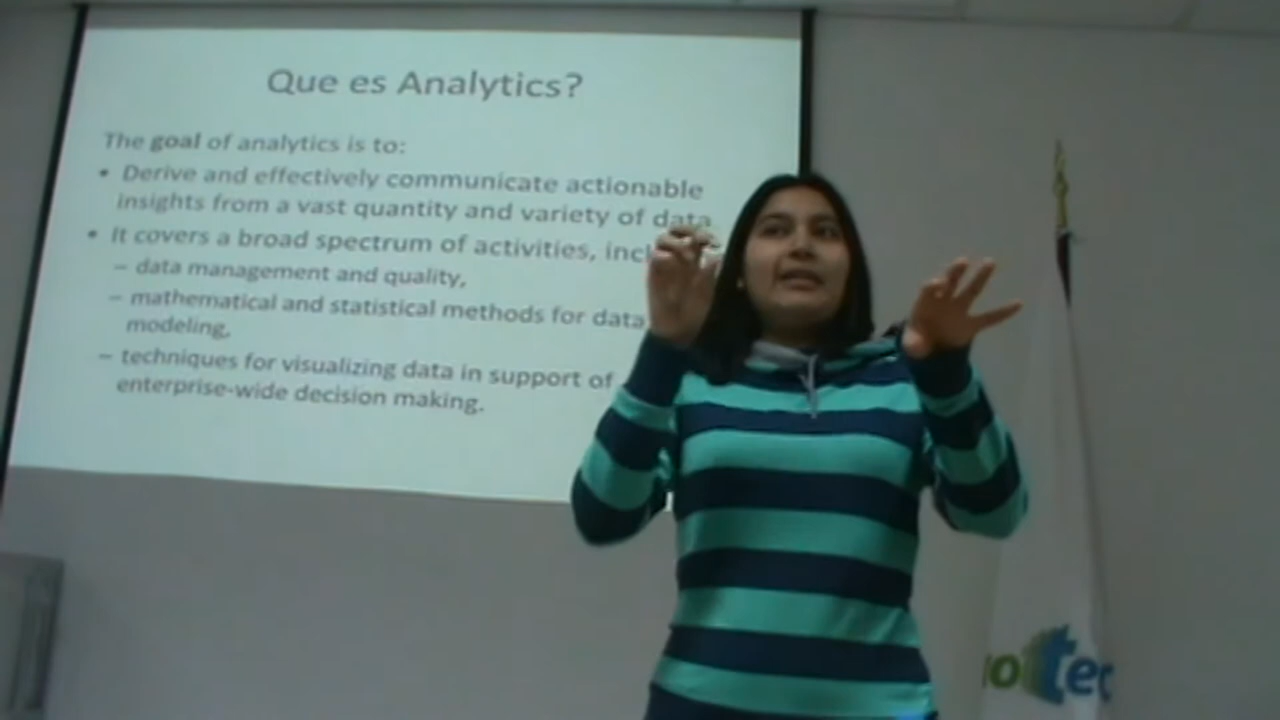 Que es Analytics?
The goal of analytics is to:
• Derive and effectively communicate actionable
insights from a vast quantity and variety of data
• It covers a broad spectrum of activities, incl
– data management and quality,
– mathematical and statistical methods for data
modeling,
– techniques for visualizing data in support of
enterprise-wide decision making.